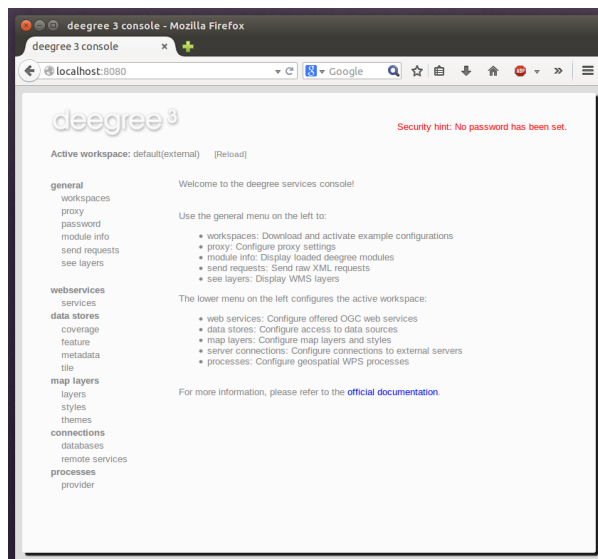 deegree 3 console - Mozilla Firefox
deegree 3 console
localhost:8080
8
Google
ABP
deegree 3
Security hint: No password has been set.
Active workspace: default(external) [Reload]
general
workspaces
proxy
password
module info
send requests
see layers
webservices
services
data stores
coverage
feature
metadata
tile
map layers
layers
styles
themes
connections
databases
remote services
processes
provider
Welcome to the deegree services console!
Use the general menu on the left to:
• workspaces: Download and activate example configurations
• proxy: Configure proxy settings
• module info: Display loaded deegree modules
• send requests: Send raw XML requests
• see layers: Display WMS layers
The lower menu on the left configures the active workspace:
• web services: Configure offered OGC web services
• data stores: Configure access to data sources
• map layers: Configure map layers and styles
• server connections: Configure connections to external servers
• processes: Configure geospatial WPS processes
For more information, please refer to the official documentation.